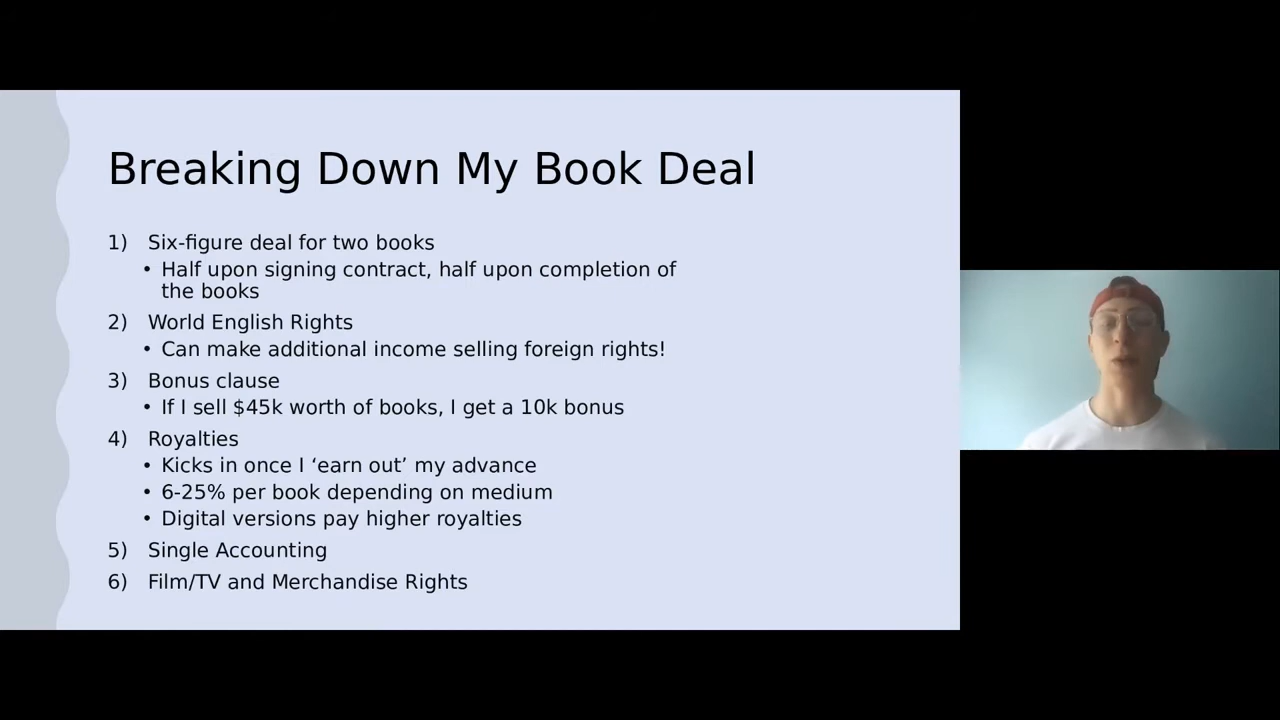 Breaking Down My Book Deal
1) Six-figure deal for two books
• Half upon signing contract, half upon completion of
the books
2) World English Rights
• Can make additional income selling foreign rights!
3) Bonus clause
• If I sell $45k worth of books, I get a 10k bonus
4) Royalties
• Kicks in once I ‘earn out’ my advance
• 6-25% per book depending on medium
• Digital versions pay higher royalties
5) Single Accounting
6) Film/TV and Merchandise Rights